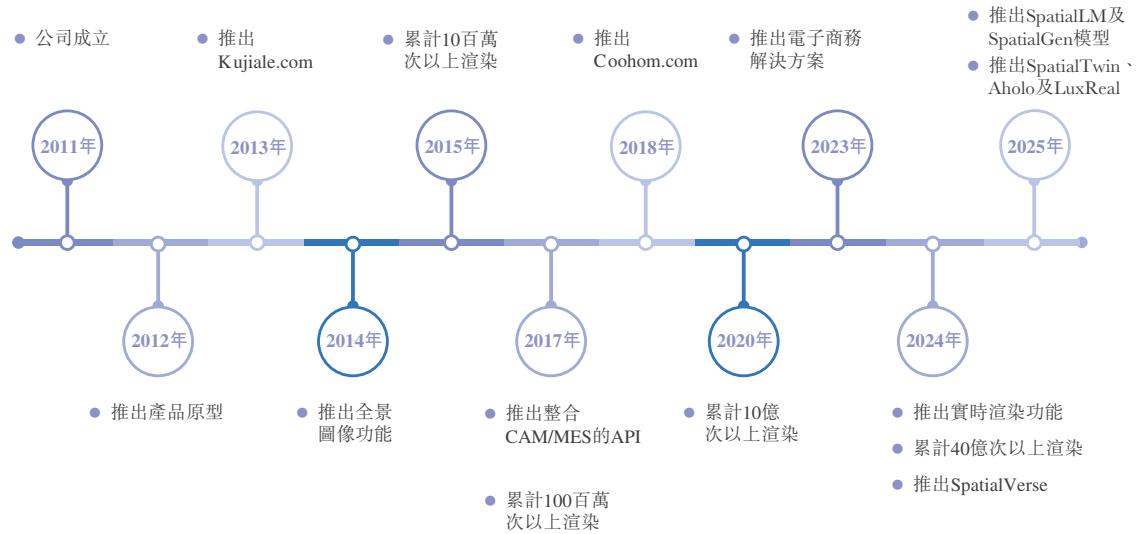 公司成立
推出
Kujiale.com
累計10百萬
次以上渲染
推出
Coohom.com
推出電子商務
解決方案
推出SpatialLM及
SpatialGen模型
推出SpatialTwin、
Aholo及LuxReal
2011年
2013年
2015年
2018年
2023年
2025年
2012年
2014年
2017年
2020年
2024年
推出產品原型
推出全景
圖像功能
推出整合
CAM/MES的API
累計100百萬
次以上渲染
累計10億
次以上渲染
推出實時渲染功能
累計40億次以上渲染
推出SpatialVerse